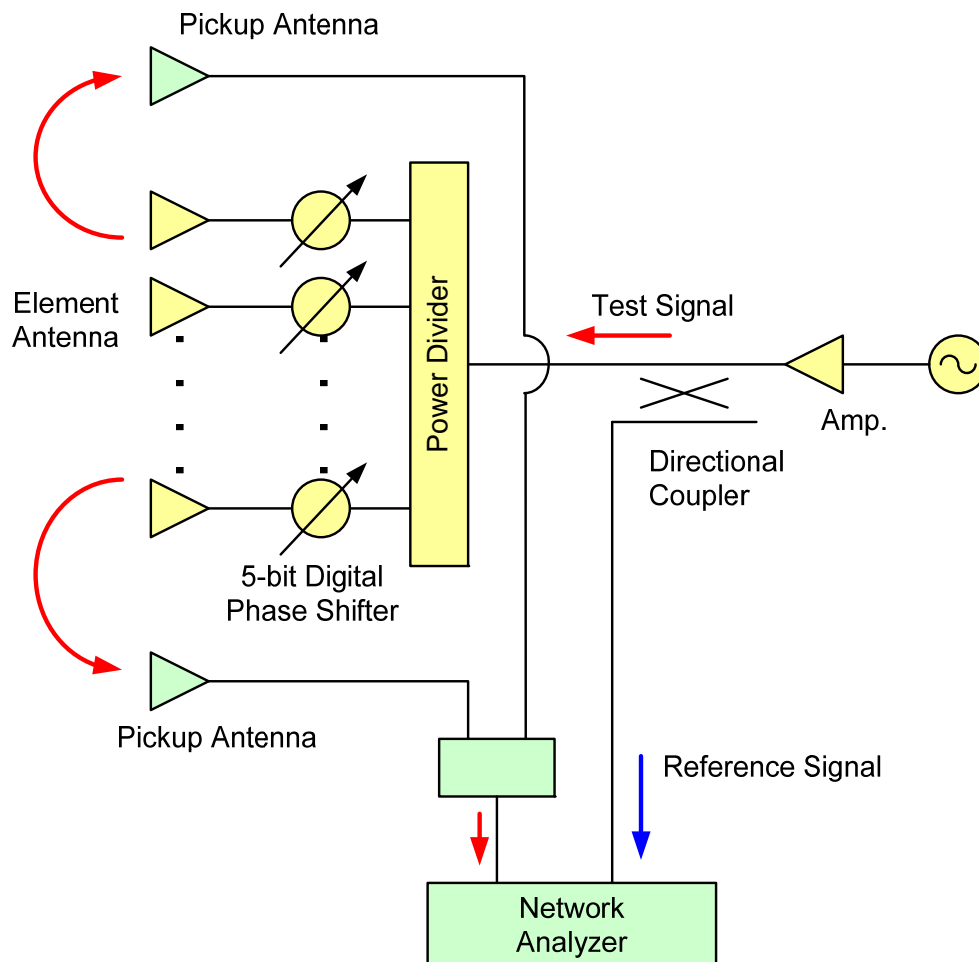 Pickup Antenna
Element
Antenna
Power Divider
Test Signal
Amp.
Directional
Coupler
5-bit Digital
Phase Shifter
Pickup Antenna
Reference Signal
Network
Analyzer